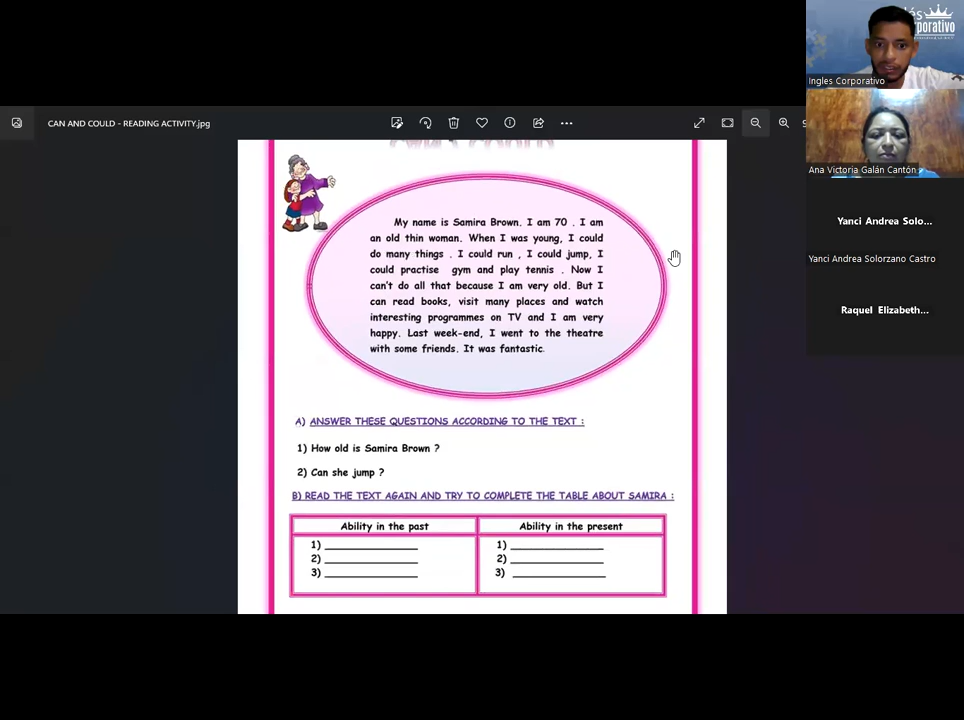 CAN AND COULD - READING ACTIVITY.jpg
My name is Samira Brown. I am 70 . I am
an old thin woman. When I was young, I could
do many things . I could run , I could jump, I
could practise gym and play tennis . Now I
can't do all that because I am very old. But I
can read books, visit many places and watch
interesting programmes on TV and I am very
happy. Last week-end, I went to the theatre
with some friends. It was fantastic.
A) ANSWER THESE QUESTIONS ACCORDING TO THE TEXT :
1) How old is Samira Brown ?
2) Can she jump ?
B) READ THE TEXT AGAIN AND TRY TO COMPLETE THE TABLE ABOUT SAMIRA :
Ability in the past
Ability in the present
1) ______________
2) ______________
3) ______________
1) ______________
2) ______________
3) ______________
Ingles Corporativo
Ana Victoria Galán Cantón
Yanci Andrea Solo...
Yanci Andrea Solorzano Castro
Raquel Elizabeth...